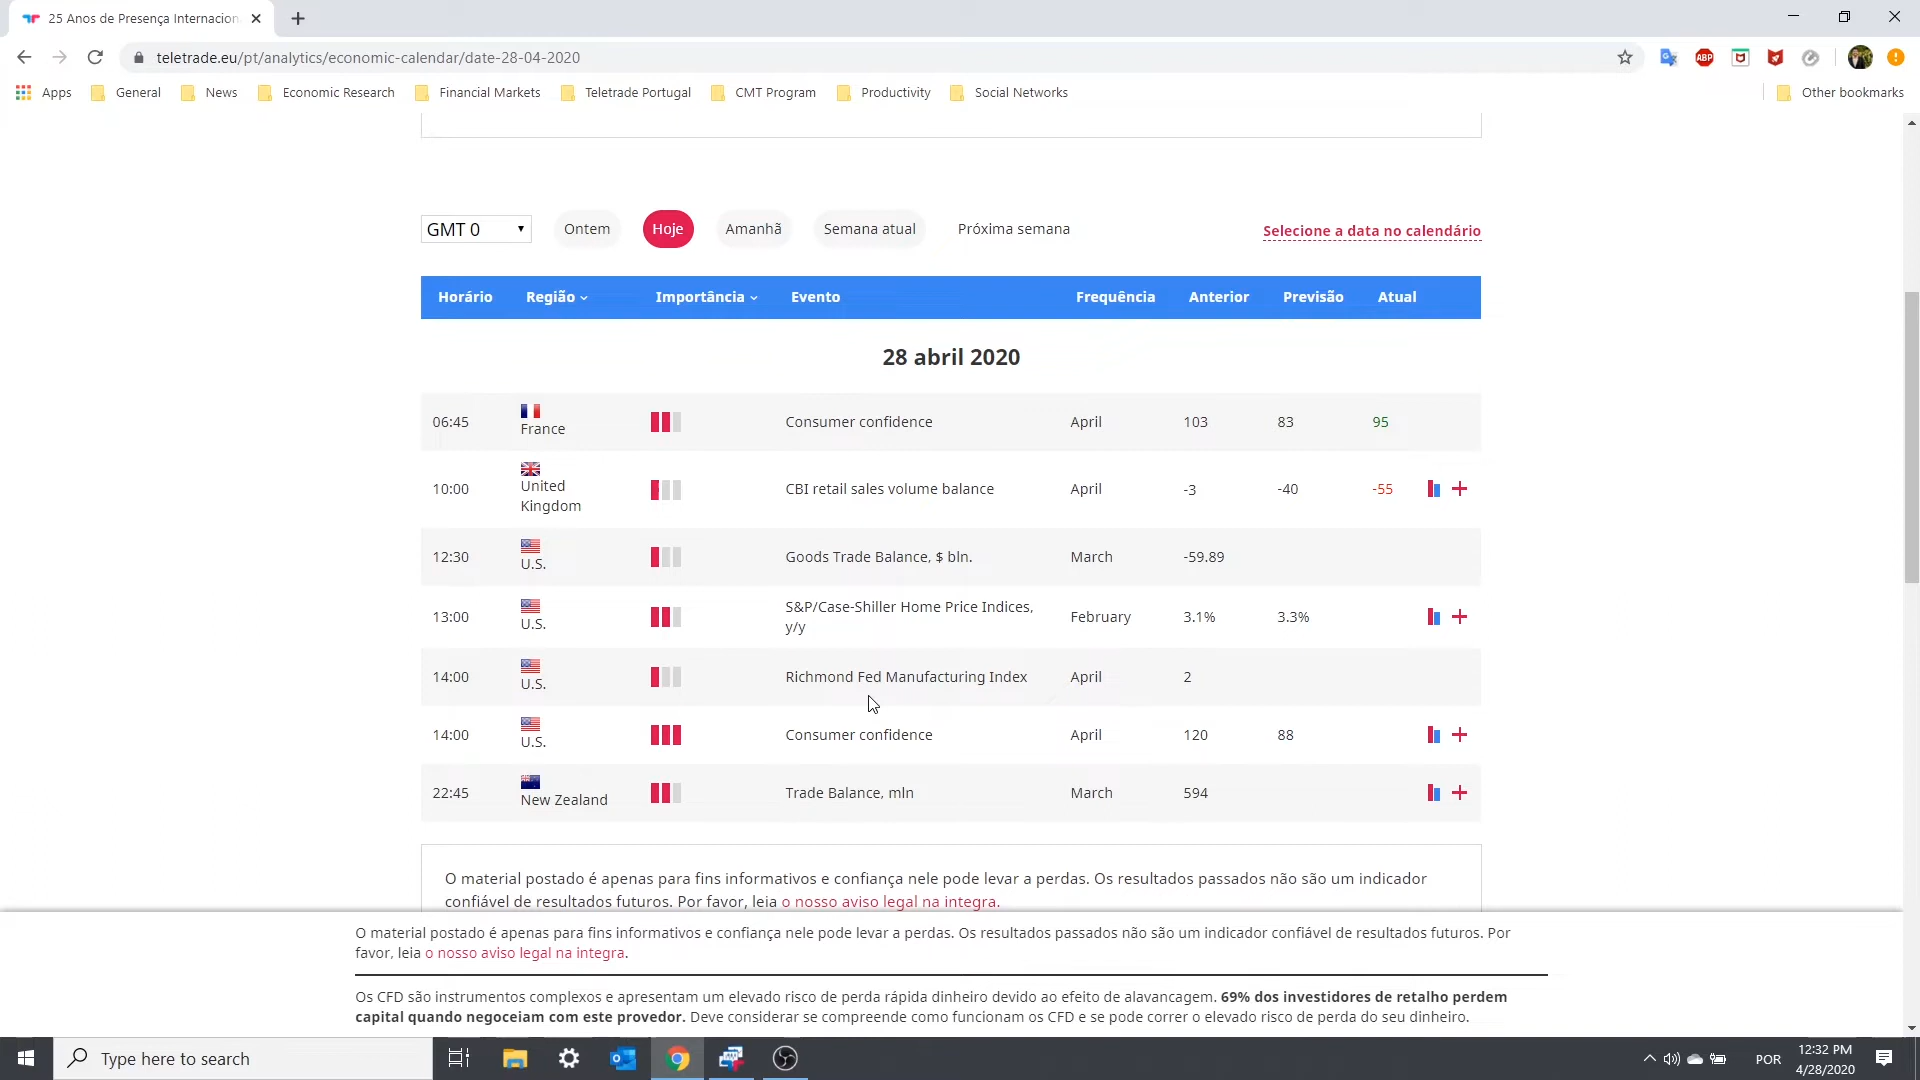 25 Anos de Presença Internacion
teletrade.eu/pt/analytics/economic-calendar/date-28-04-2020
ABP
Apps General News Economic Research Financial Markets Teletrade Portugal CMT Program Productivity Social Networks Other bookmarks
GMT 0 Ontem Hoje Amanhã Semana atual Próxima semana Selecione a data no calendário
Horário Região Importância Evento Frequência Anterior Previsão Atual
28 abril 2020
06:45 France Consumer confidence April 103 83 95
10:00 United Kingdom CBI retail sales volume balance April -3 -40 -55
12:30 U.S. Goods Trade Balance, $ bln. March -59.89
13:00 U.S. S&P/Case-Shiller Home Price Indices, y/y February 3.1% 3.3%
14:00 U.S. Richmond Fed Manufacturing Index April 2
14:00 U.S. Consumer confidence April 120 88
22:45 New Zealand Trade Balance, mln March 594
O material postado é apenas para fins informativos e confiança nele pode levar a perdas. Os resultados passados não são um indicador
confiável de resultados futuros. Por favor, leia o nosso aviso legal na integra.
O material postado é apenas para fins informativos e confiança nele pode levar a perdas. Os resultados passados não são um indicador confiável de resultados futuros. Por
favor, leia o nosso aviso legal na integra.
Os CFD são instrumentos complexos e apresentam um elevado risco de perda rápida dinheiro devido ao efeito de alavancagem. 69% dos investidores de retalho perdem
capital quando negoceiam com este provedor. Deve considerar se compreende como funcionam os CFD e se pode correr o elevado risco de perda do seu dinheiro.
Type here to search
POR
12:32 PM
4/28/2020